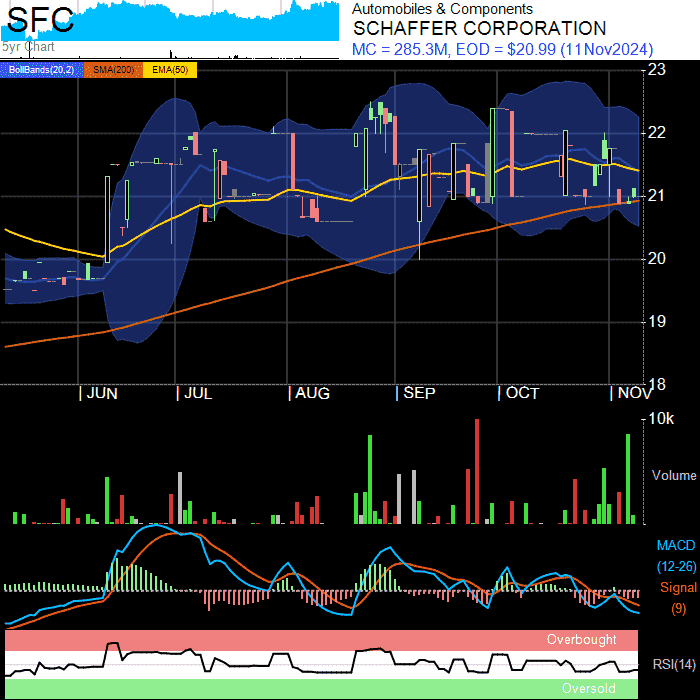 SFC
5yr Chart
Automobiles & Components
SCHAFFER CORPORATION
MC = 285.3M, EOD = $20.99 (11Nov2024)
BollBands(20,2) SMA(200) EMA(50)
23
22
21
20
19
18
| JUN | JUL | AUG | SEP | OCT | NOV
10k
Volume
MACD
(12-26)
Signal
(9)
Overbought
RSI(14)
Oversold